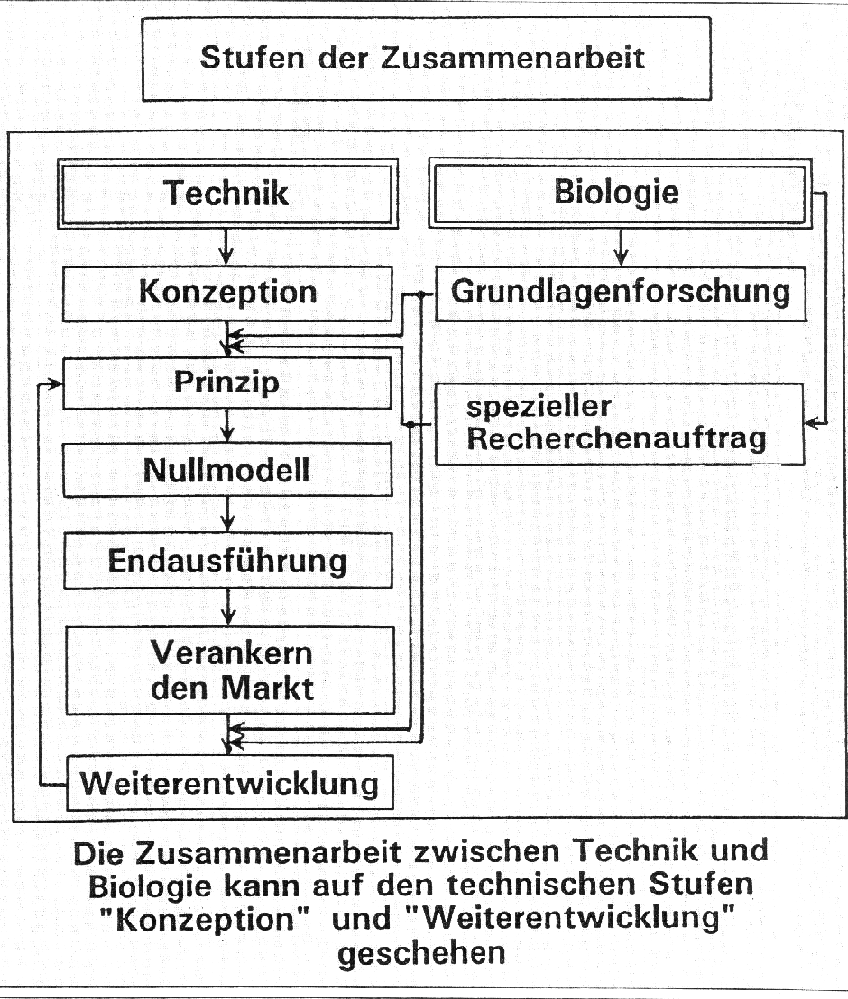 Stufen der Zusammenarbeit
Technik
Biologie
Konzeption
Grundlagenforschung
Prinzip
spezieller
Recherchenauftrag
Nullmodell
Endausführung
Verankern
den Markt
Weiterentwicklung
Die Zusammenarbeit zwischen Technik und
Biologie kann auf den technischen Stufen
"Konzeption" und "Weiterentwicklung"
geschehen